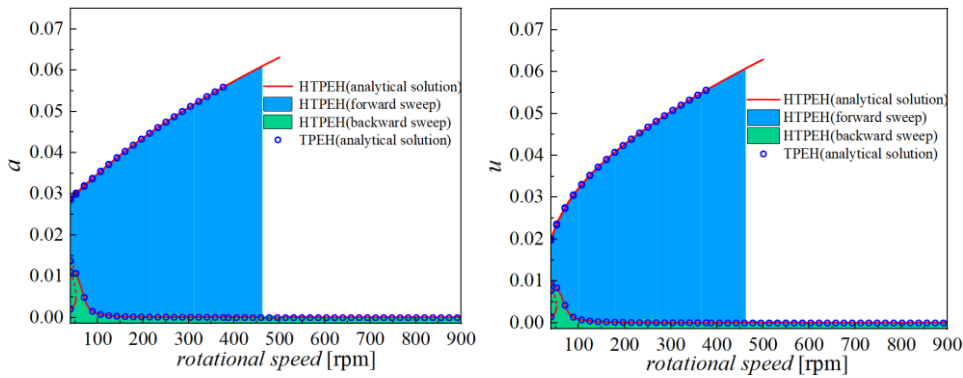 0.07
0.06
0.05
0.04
0.03
0.02
0.01
0.00
a
HTPEH(analytical solution)
HTPEH(forward sweep)
HTPEH(backward sweep)
TPEH(analytical solution)
100 200 300 400 500 600 700 800 900
rotational speed [rpm]
0.07
0.06
0.05
0.04
0.03
0.02
0.01
0.00
u
HTPEH(analytical solution)
HTPEH(forward sweep)
HTPEH(backward sweep)
TPEH(analytical solution)
100 200 300 400 500 600 700 800 900
rotational speed [rpm]